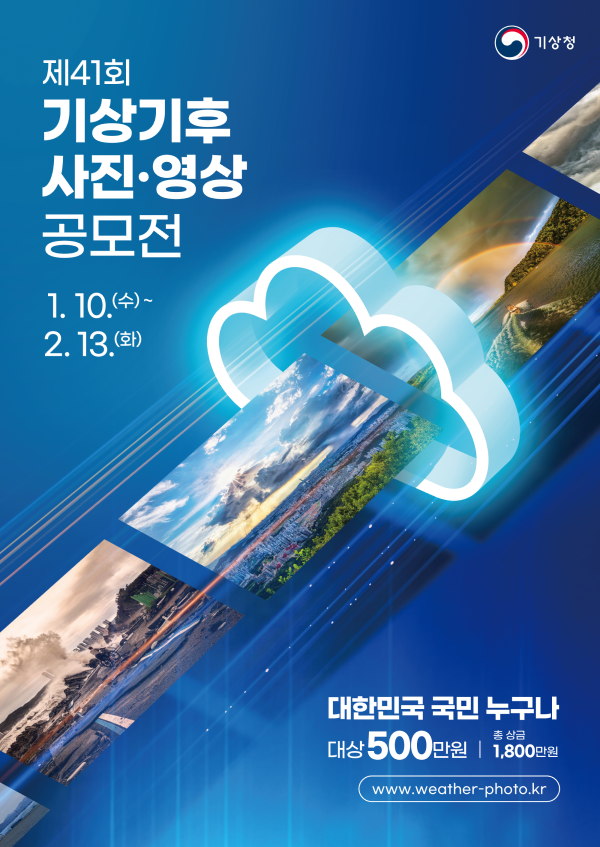 기상청
제41회
기상기후
사진·영상
공모전
1. 10.(수)~
2. 13.(화)
대한민국 국민 누구나
대상 500만원 | 총 상금 1,800만원
www.weather-photo.kr